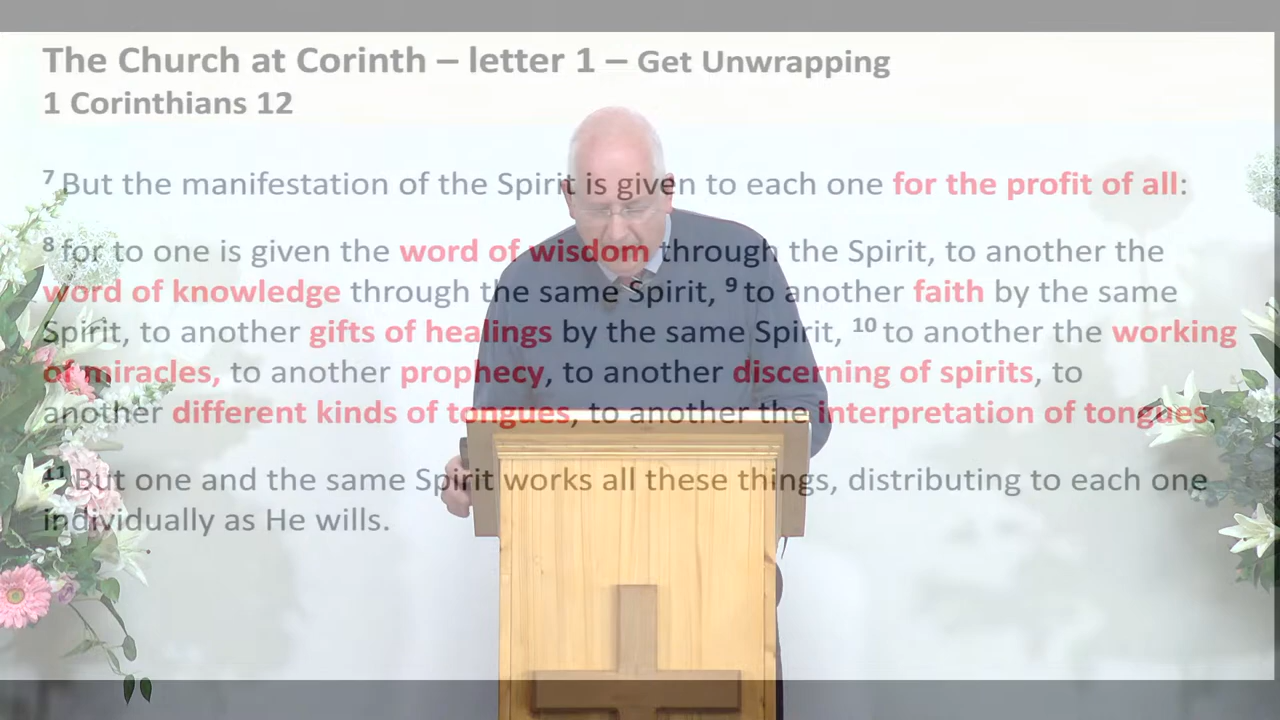 The Church at Corinth – letter 1 – Get Unwrapping
1 Corinthians 12
7 But the manifestation of the Spirit is given to each one for the profit of all:
8 for to one is given the word of wisdom through the Spirit, to another the
word of knowledge through the same Spirit, 9 to another faith by the same
Spirit, to another gifts of healings by the same Spirit, 10 to another the working
of miracles, to another prophecy, to another discerning of spirits, to
another different kinds of tongues, to another the interpretation of tongues.
11 But one and the same Spirit works all these things, distributing to each one
individually as He wills.
.